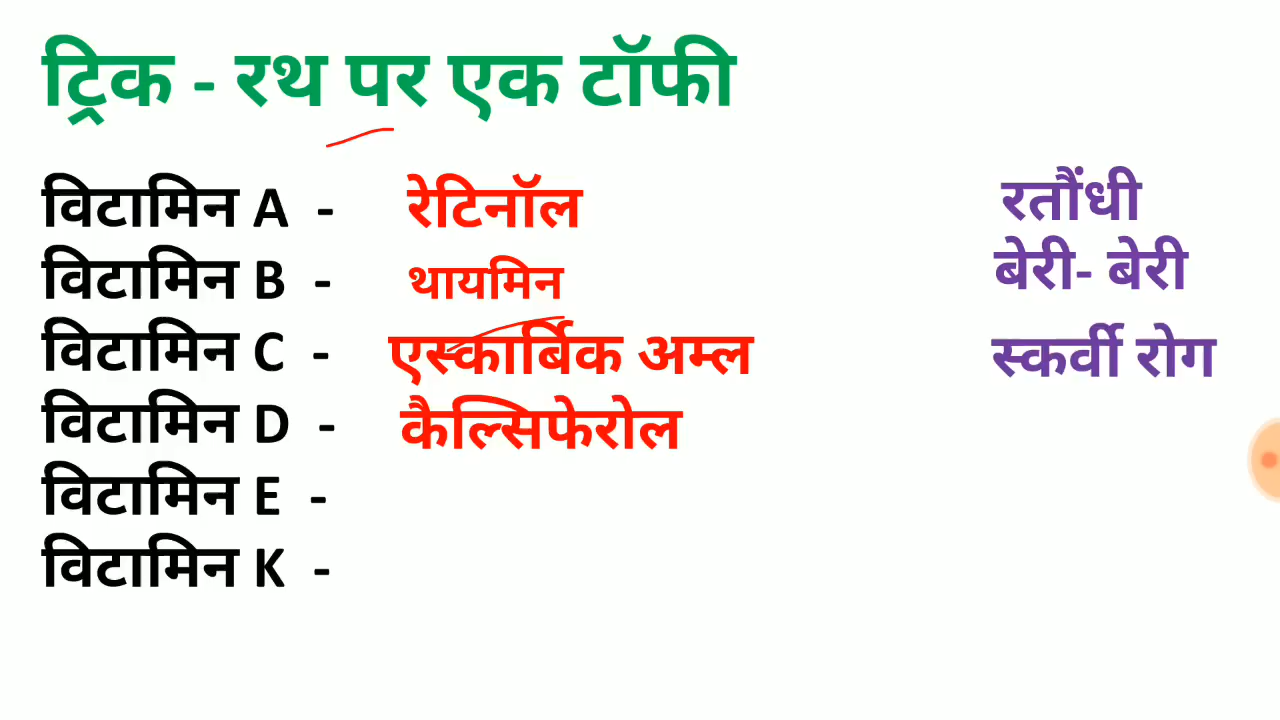 ट्रिक - रथ पर एक टॉफी
विटामिन A - रेटिनॉल रतौंधी
विटामिन B - थायमिन बेरी- बेरी
विटामिन C - एस्कार्बिक अम्ल स्कर्वी रोग
विटामिन D - कैल्सिफेरोल
विटामिन E -
विटामिन K -